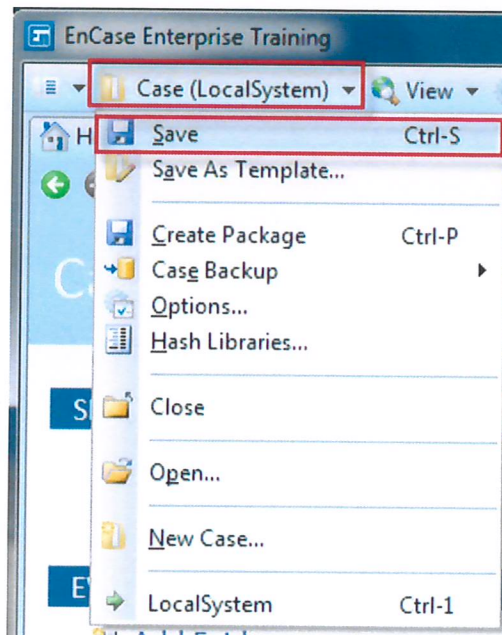 EnCase Enterprise Training
Case (LocalSystem) View
Save Ctrl-S
Save As Template...
Create Package Ctrl-P
Case Backup
Options...
Hash Libraries...
Close
Open...
New Case...
LocalSystem Ctrl-1